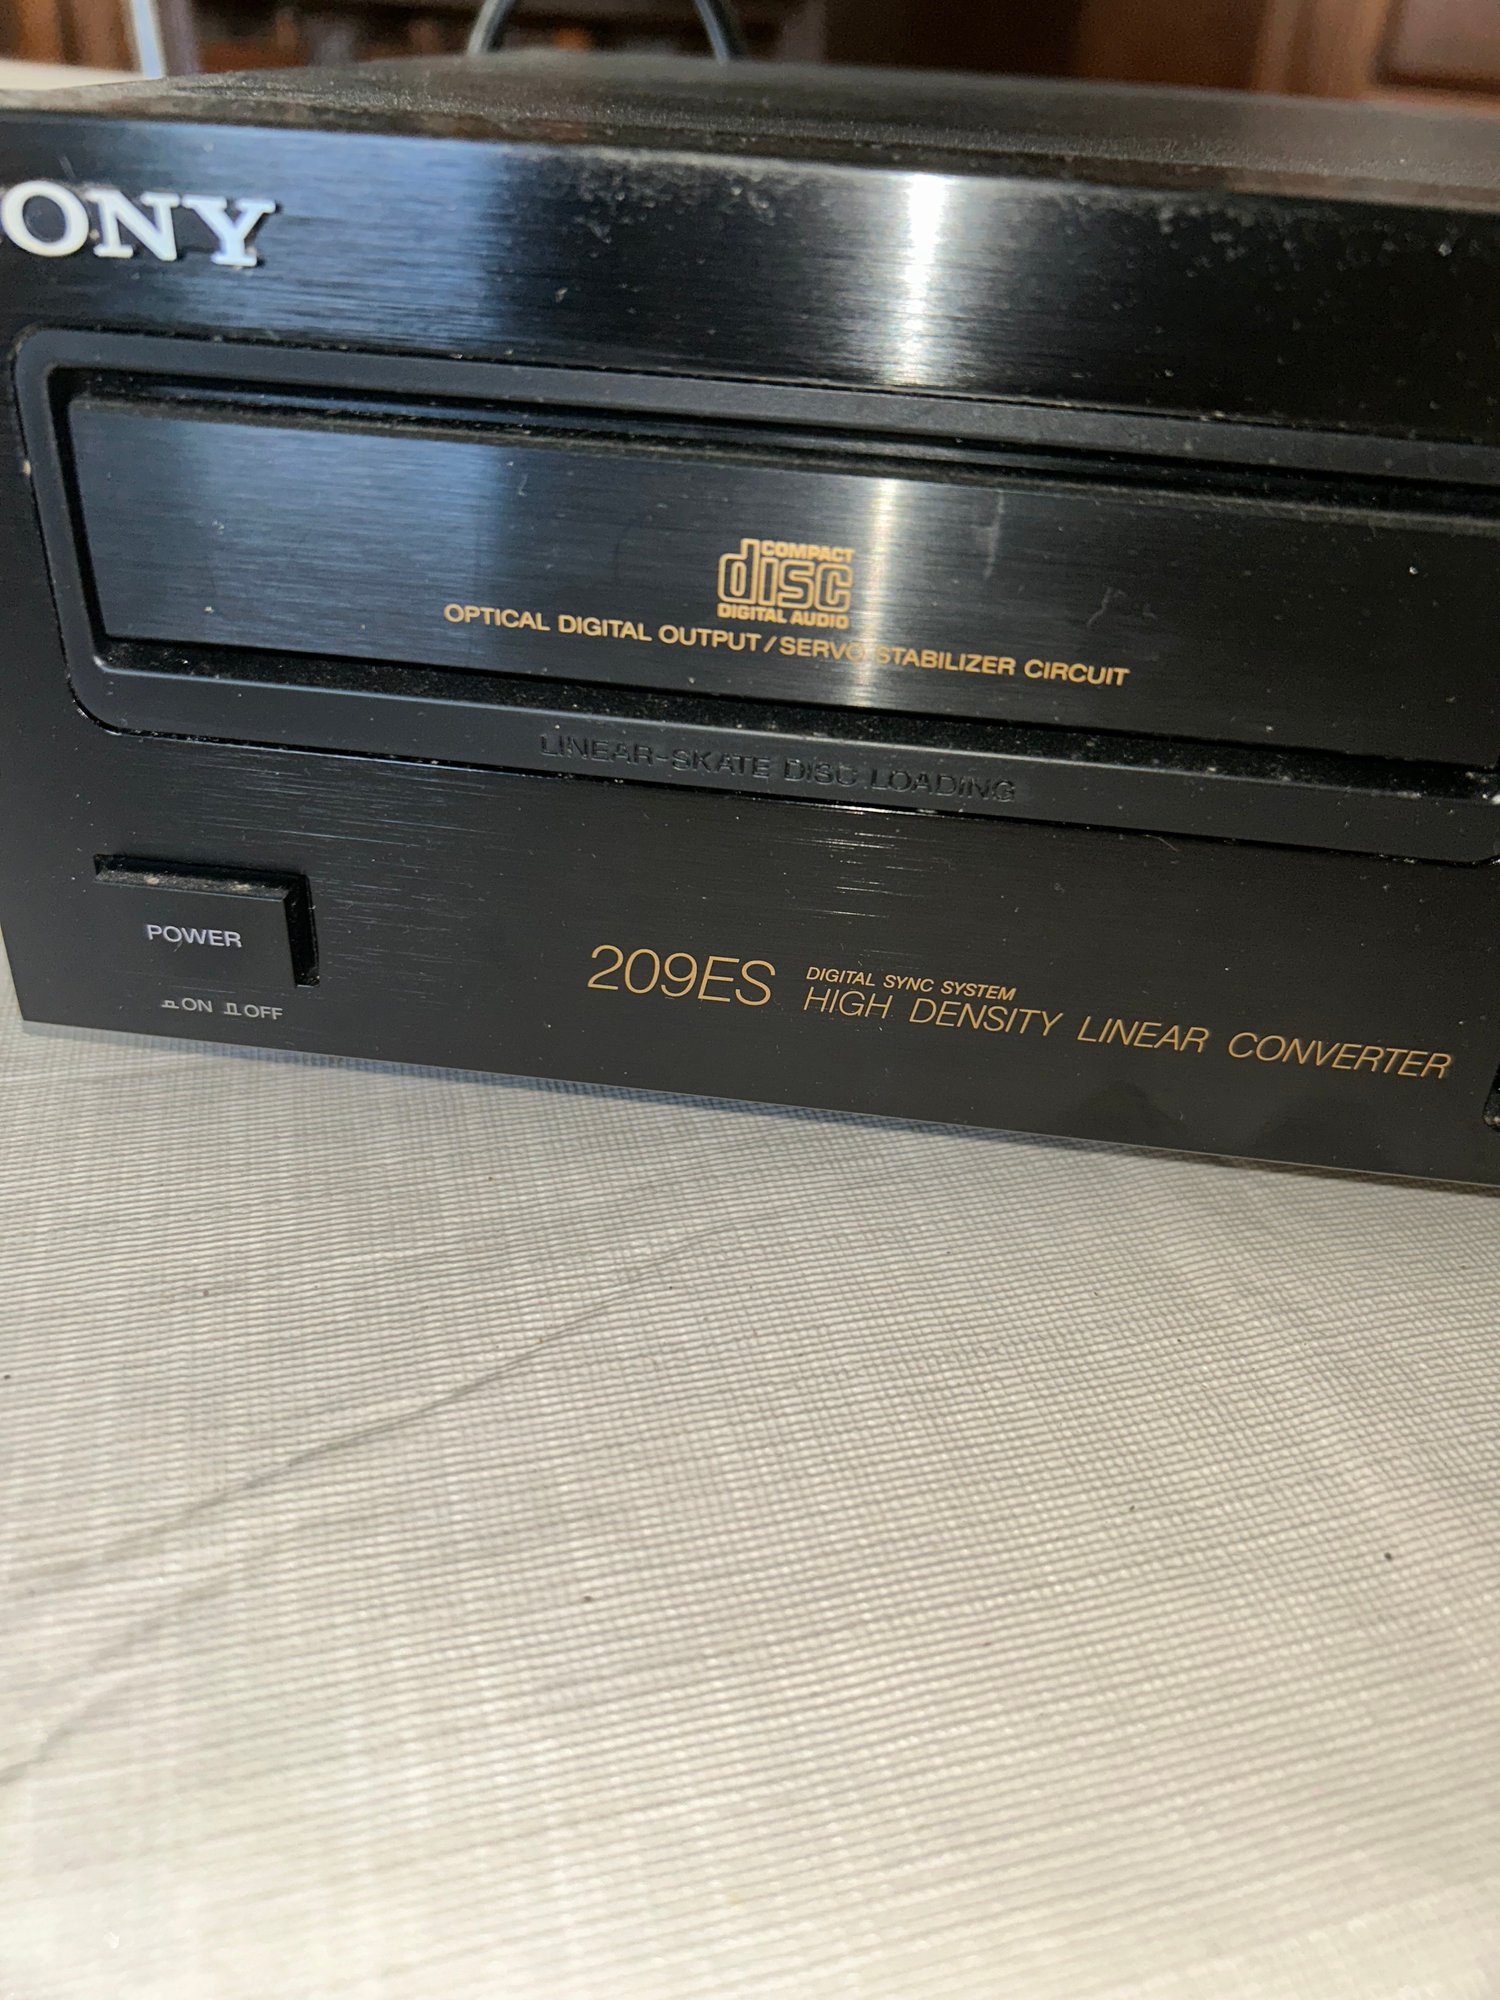 ONY
COMPACT
disc
DIGITAL AUDIO
OPTICAL DIGITAL OUTPUT/SERVO STABILIZER CIRCUIT
LINEAR-SKATE DISC LOADING
POWER
ON OFF
209ES
DIGITAL SYNC SYSTEM
HIGH DENSITY LINEAR CONVERTER